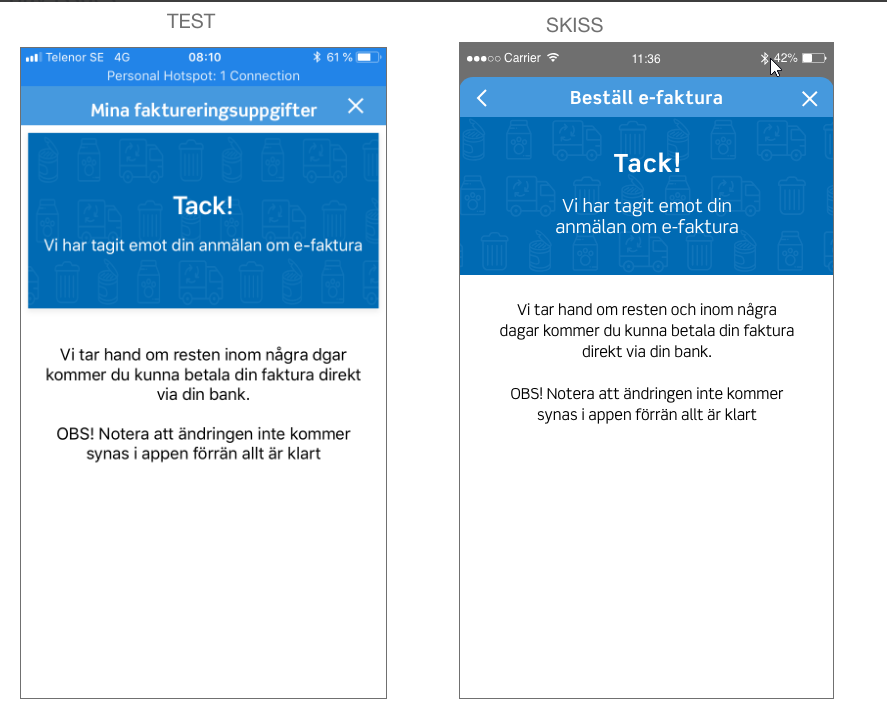 TEST
Telenor SE 4G 08:10 61 %
Personal Hotspot: 1 Connection
Mina faktureringsuppgifter
Tack!
Vi har tagit emot din anmälan om e-faktura
Vi tar hand om resten inom några dgar
kommer du kunna betala din faktura direkt
via din bank.
OBS! Notera att ändringen inte kommer
synas i appen förrän allt är klart
SKISS
Carrier 11:36 42%
Beställ e-faktura
Tack!
Vi har tagit emot din
anmälan om e-faktura
Vi tar hand om resten och inom några
dagar kommer du kunna betala din faktura
direkt via din bank.
OBS! Notera att ändringen inte kommer
synas i appen förrän allt är klart